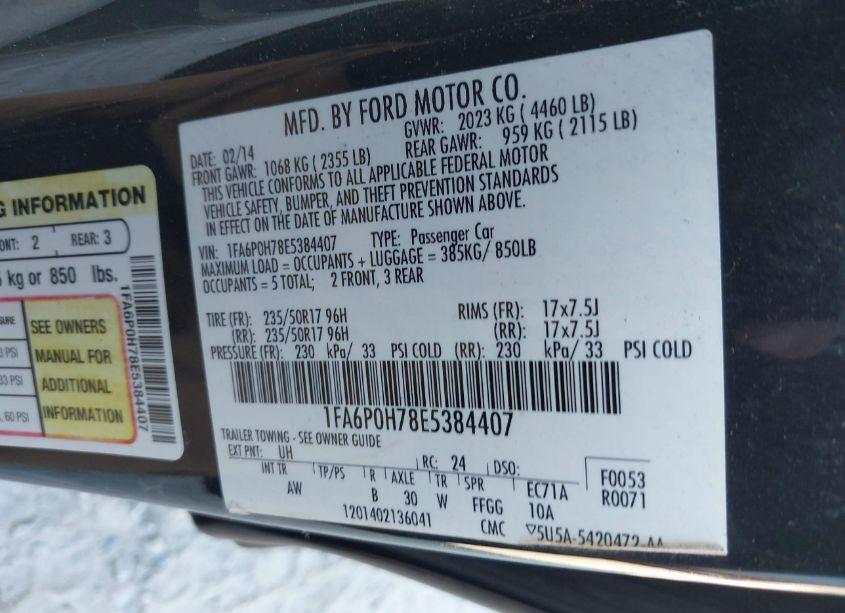 MFD. BY FORD MOTOR CO.
DATE: 02/14 GVWR: 2023 KG ( 4460 LB)
FRONT GAWR: 1068 KG ( 2355 LB) REAR GAWR: 959 KG ( 2115 LB)
THIS VEHICLE CONFORMS TO ALL APPLICABLE FEDERAL MOTOR
VEHICLE SAFETY, BUMPER, AND THEFT PREVENTION STANDARDS
IN EFFECT ON THE DATE OF MANUFACTURE SHOWN ABOVE.
VIN: 1FA6P0H78E5384407 TYPE: Passenger Car
MAXIMUM LOAD = OCCUPANTS + LUGGAGE = 385KG/ 850LB
OCCUPANTS = 5 TOTAL; 2 FRONT, 3 REAR
TIRE (FR): 235/50R17 96H RIMS (FR): 17x7.5J
(RR): 235/50R17 96H (RR): 17x7.5J
PRESSURE (FR): 230 kPa/ 33 PSI COLD (RR): 230 kPa/ 33 PSI COLD
1FA6P0H78E5384407
TRAILER TOWING - SEE OWNER GUIDE
EXT PNT: UH RC: 24 DSO: F0053
INT TR TP/PS R AXLE TR SPR EC71A R0071
AW B 30 W FFGG 10A
1201402136041 CMC 5U5A-5420472-AA
INFORMATION
ONT: 2 REAR: 3
kg or 850 lbs.
SEE OWNERS
MANUAL FOR
ADDITIONAL
INFORMATION
PSI
33 PSI
60 PSI
1FA6P0H78E5384407